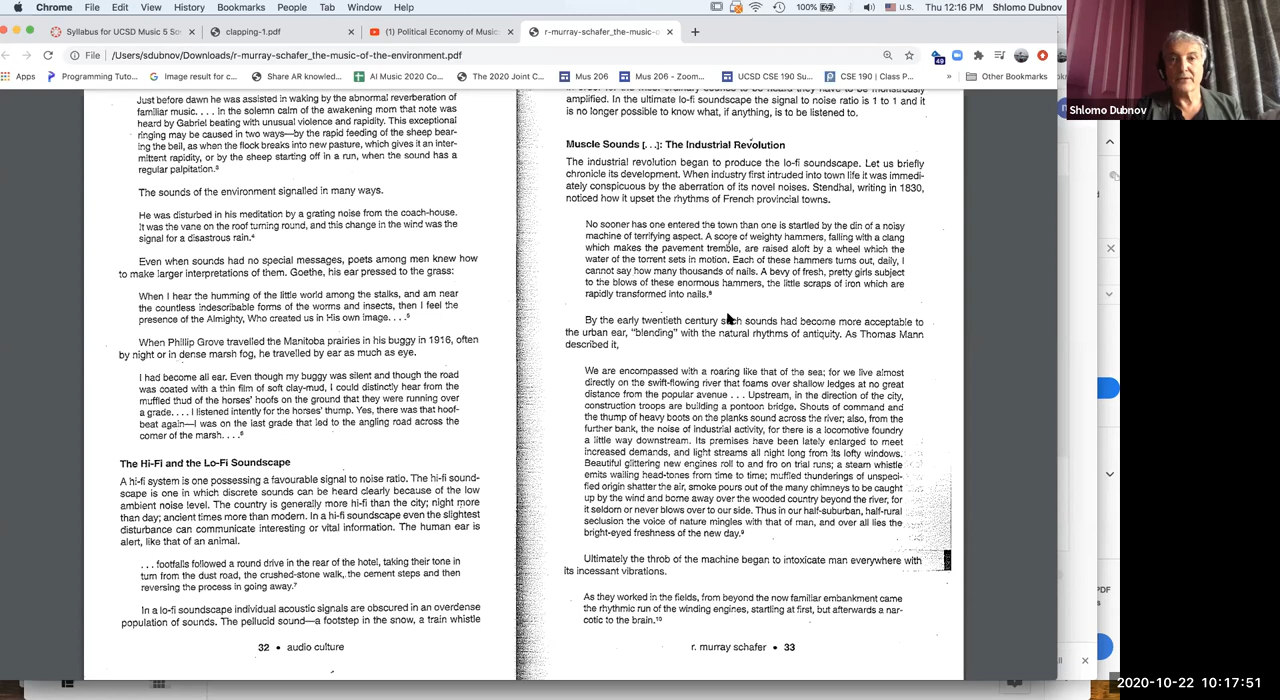 Chrome File Edit View History Bookmarks People Tab Window Help 100% U.S. Thu 12:16 PM Shlomo Dubnov
Syllabus for UCSD Music 5 So × clapping-1.pdf × (1) Political Economy of Music: × r-murray-schafer_the-music-o × +
File /Users/sdubnov/Downloads/r-murray-schafer_the-music-of-the-environment.pdf 49
Apps Programming Tuto... Image result for c... Share AR knowled... AI Music 2020 Co... The 2020 Joint C... Mus 206 Mus 206 - Zoom... UCSD CSE 190 Su... CSE 190 | Class P... » Other Bookmarks
Shlomo Dubnov
Just before dawn he was assisted in waking by the abnormal reverberation of
familiar music. . . . In the solemn calm of the awakening morn that note was
heard by Gabriel beating with unusual violence and rapidity. This exceptional
ringing may be caused in two ways—by the rapid feeding of the sheep bear-
ing the bell, as when the flock breaks into new pasture, which gives it an inter-
mittent rapidity, or by the sheep starting off in a run, when the sound has a
regular palpitation.³
The sounds of the environment signalled in many ways.
He was disturbed in his meditation by a grating noise from the coach-house.
It was the vane on the roof turning round, and this change in the wind was the
signal for a disastrous rain.⁴
Even when sounds had no special messages, poets among men knew how
to make larger interpretations of them. Goethe, his ear pressed to the grass:
When I hear the humming of the little world among the stalks, and am near
the countless indescribable forms of the worms and insects, then I feel the
presence of the Almighty, Who created us in His own image. . . .⁵
When Phillip Grove travelled the Manitoba prairies in his buggy in 1916, often
by night or in dense marsh fog, he travelled by ear as much as eye.
I had become all ear. Even though my buggy was silent and though the road
was coated with a thin film of soft clay-mud, I could distinctly hear from the
muffled thud of the horses' hoofs on the ground that they were running over
a grade. . . . I listened intently for the horses' thump. Yes, there was that hoof-
beat again—I was on the last grade that led to the angling road across the
corner of the marsh. . . .⁶
The Hi-Fi and the Lo-Fi Soundscape
A hi-fi system is one possessing a favourable signal to noise ratio. The hi-fi sound-
scape is one in which discrete sounds can be heard clearly because of the low
ambient noise level. The country is generally more hi-fi than the city; night more
than day; ancient times more than modern. In a hi-fi soundscape even the slightest
disturbance can communicate interesting or vital information. The human ear is
alert, like that of an animal.
. . . footfalls followed a round drive in the rear of the hotel, taking their tone in
turn from the dust road, the crushed-stone walk, the cement steps and then
reversing the process in going away.⁷
In a lo-fi soundscape individual acoustic signals are obscured in an overdense
population of sounds. The pellucid sound—a footstep in the snow, a train whistle
32 • audio culture
amplified. In the ultimate lo-fi soundscape the signal to noise ratio is 1 to 1 and it
is no longer possible to know what, if anything, is to be listened to.
Muscle Sounds [. . .]: The Industrial Revolution
The industrial revolution began to produce the lo-fi soundscape. Let us briefly
chronicle its development. When industry first intruded into town life it was immedi-
ately conspicuous by the aberration of its novel noises. Stendhal, writing in 1830,
noticed how it upset the rhythms of French provincial towns.
No sooner has one entered the town than one is startled by the din of a noisy
machine of terrifying aspect. A score of weighty hammers, falling with a clang
which makes the pavement tremble, are raised aloft by a wheel which the
water of the torrent sets in motion. Each of these hammers turns out, daily, I
cannot say how many thousands of nails. A bevy of fresh, pretty girls subject
to the blows of these enormous hammers, the little scraps of iron which are
rapidly transformed into nails.⁸
By the early twentieth century such sounds had become more acceptable to
the urban ear, "blending" with the natural rhythms of antiquity. As Thomas Mann
described it,
We are encompassed with a roaring like that of the sea; for we live almost
directly on the swift-flowing river that foams over shallow ledges at no great
distance from the popular avenue . . . Upstream, in the direction of the city,
construction troops are building a pontoon bridge. Shouts of command and
the thump of heavy boots on the planks sound across the river; also, from the
further bank, the noise of industrial activity, for there is a locomotive foundry
a little way downstream. Its premises have been lately enlarged to meet
increased demands, and light streams all night long from its lofty windows.
Beautiful glittering new engines roll to and fro on trial runs; a steam whistle
emits wailing head-tones from time to time; muffled thunderings of unspeci-
fied origin shatter the air, smoke pours out of the many chimneys to be caught
up by the wind and borne away over the wooded country beyond the river, for
it seldom or never blows over to our side. Thus in our half-suburban, half-rural
seclusion the voice of nature mingles with that of man, and over all lies the
bright-eyed freshness of the new day.⁹
Ultimately the throb of the machine began to intoxicate man everywhere with
its incessant vibrations.
As they worked in the fields, from beyond the now familiar embankment came
the rhythmic run of the winding engines, startling at first, but afterwards a nar-
cotic to the brain.¹⁰
r. murray schafer • 33
PDF
2020-10-22 10:17:51